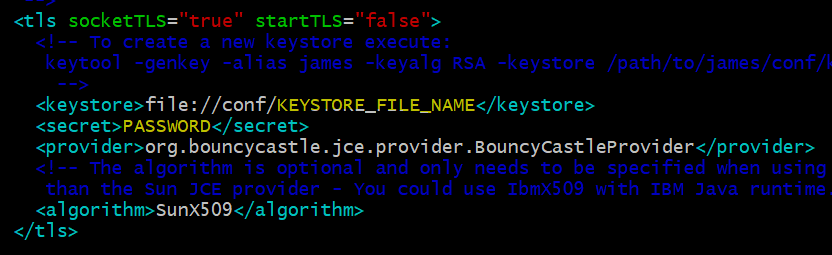 -->
<tls socketTLS="true" startTLS="false">
<!-- To create a new keystore execute:
keytool -genkey -alias james -keyalg RSA -keystore /path/to/james/conf/k
-->
<keystore>file://conf/KEYSTORE_FILE_NAME</keystore>
<secret>PASSWORD</secret>
<provider>org.bouncycastle.jce.provider.BouncyCastleProvider</provider>
<!-- The algorithm is optional and only needs to be specified when using
than the Sun JCE provider - You could use IbmX509 with IBM Java runtime.
<algorithm>SunX509</algorithm>
</tls>